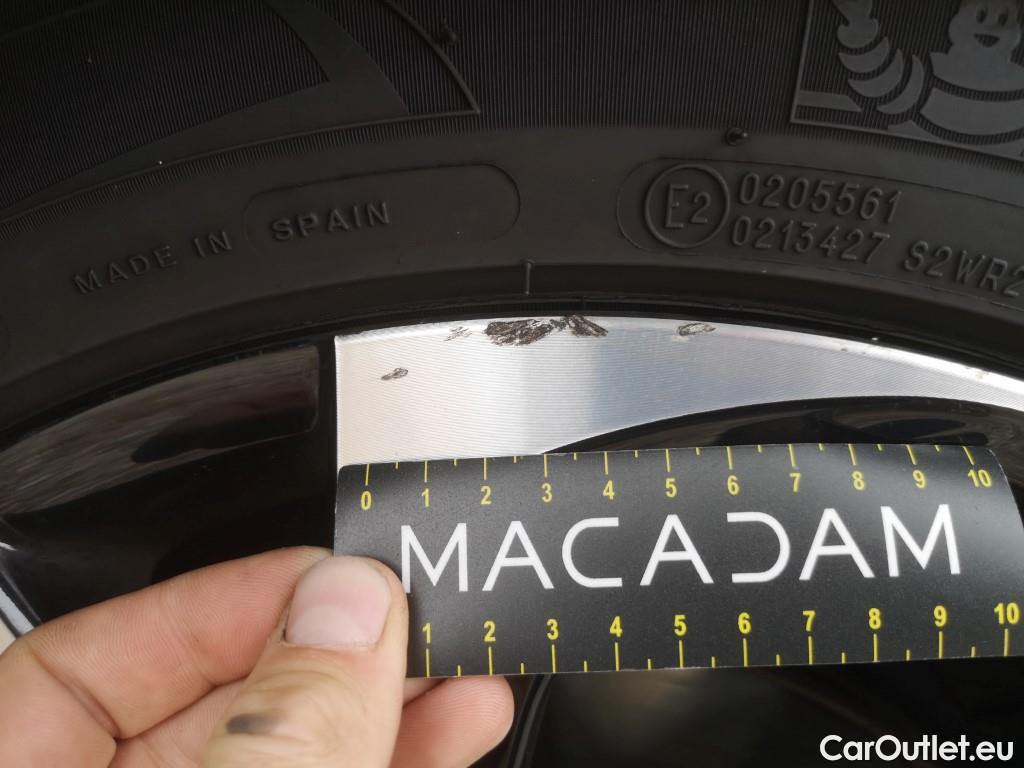 MADE IN SPAIN
E2 0205561
0213427 S2WR2
0 1 2 3 4 5 6 7 8 9 10
MACADAM
1 2 3 4 5 6 7 8 9 10
CarOutlet.eu